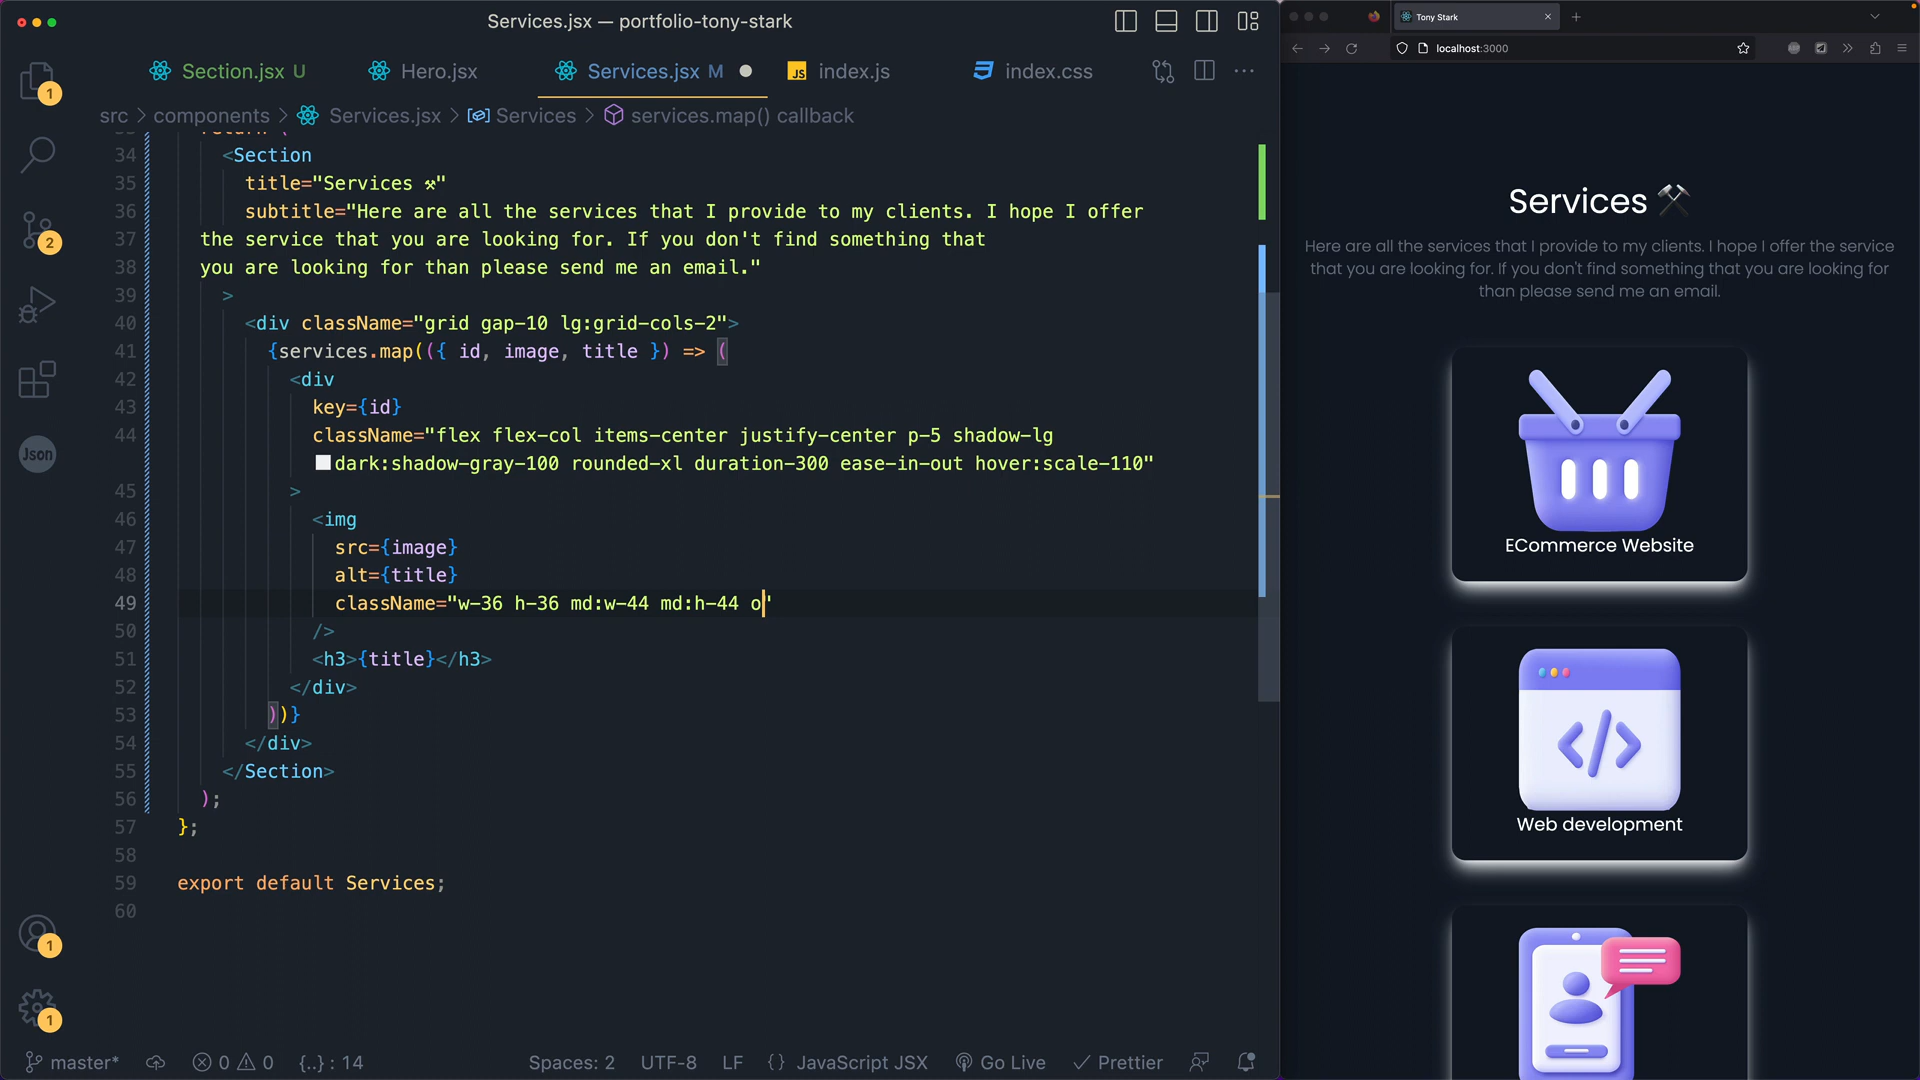 Services.jsx — portfolio-tony-stark
Section.jsx U
Hero.jsx
Services.jsx M
JS index.js
index.css
src > components > Services.jsx > Services > services.map() callback
34 <Section
35 title="Services ⚒"
36 subtitle="Here are all the services that I provide to my clients. I hope I offer
37 the service that you are looking for. If you don't find something that
38 you are looking for than please send me an email."
39 >
40 <div className="grid gap-10 lg:grid-cols-2">
41 {services.map(({ id, image, title }) => (
42 <div
43 key={id}
44 className="flex flex-col items-center justify-center p-5 shadow-lg
dark:shadow-gray-100 rounded-xl duration-300 ease-in-out hover:scale-110"
45 >
46 <img
47 src={image}
48 alt={title}
49 className="w-36 h-36 md:w-44 md:h-44 o"
50 />
51 <h3>{title}</h3>
52 </div>
53 ))}
54 </div>
55 </Section>
56 );
57 };
58
59 export default Services;
60
1
2
Json
1
1
master* 0 0 {..} : 14 Spaces: 2 UTF-8 LF {} JavaScript JSX Go Live Prettier
Tony Stark
localhost:3000
Services ⚒
Here are all the services that I provide to my clients. I hope I offer the service
that you are looking for. If you don't find something that you are looking for
than please send me an email.
ECommerce Website
Web development